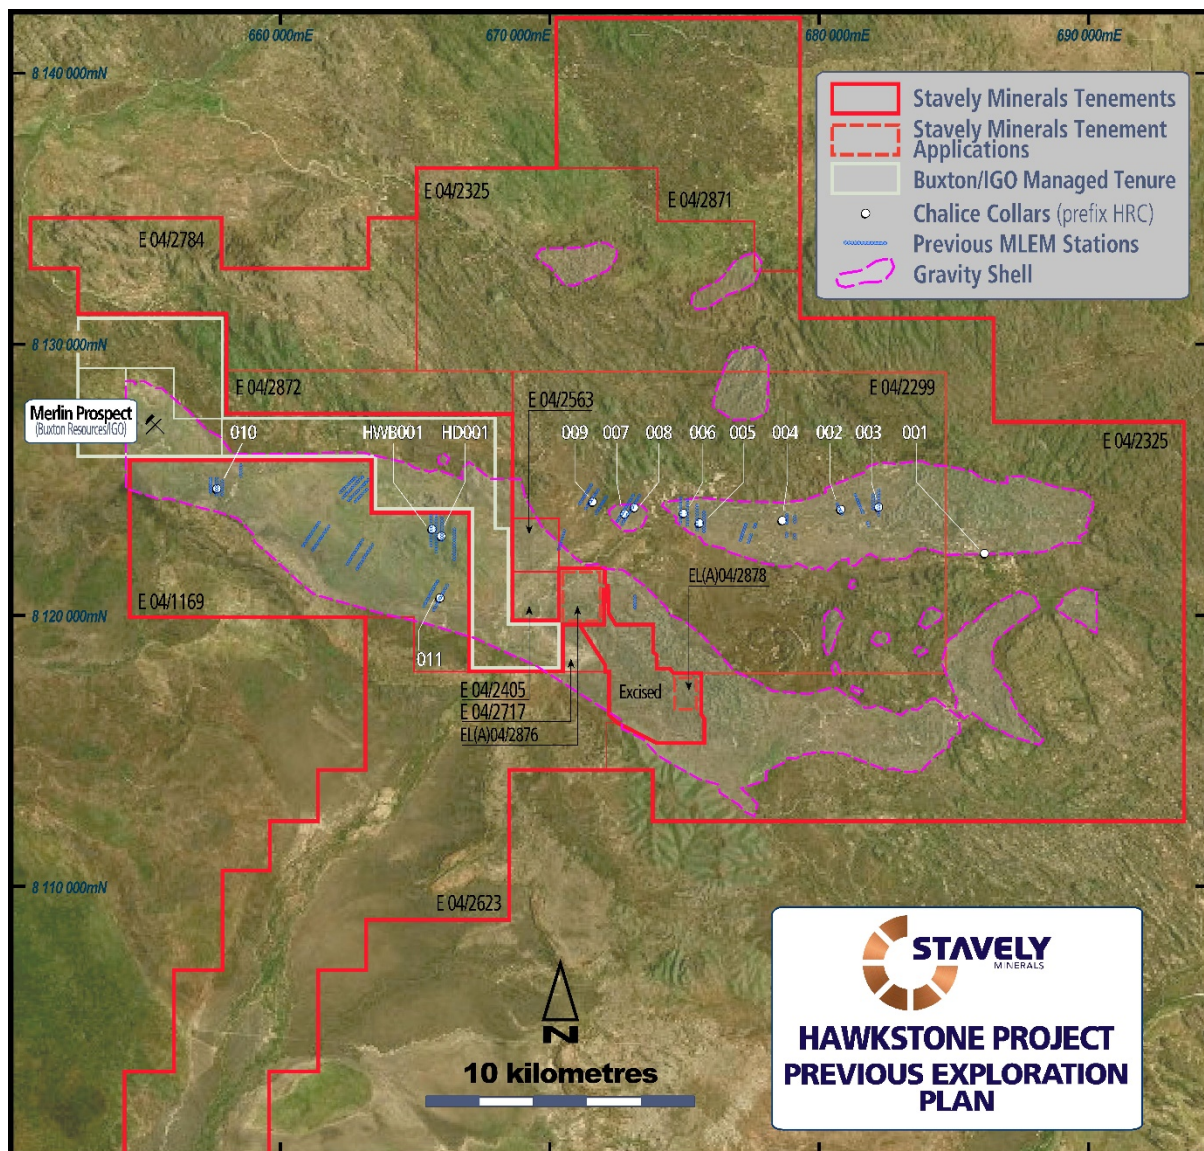 660 000mE
670 000mE
680 000mE
690 000mE
8 140 000mN
Stavely Minerals Tenements
Stavely Minerals Tenement
Applications
Buxton/IGO Managed Tenure
Chalice Collars (prefix HRC)
Previous MLEM Stations
Gravity Shell
E 04/2325
E 04/2871
E 04/2784
8 130 000mN
E 04/2872
E 04/2299
E 04/2563
Merlin Prospect
(Buxton Resources/IGO)
010
HWB001
HD001
009
007
008
006
005
004
002
003
001
E 04/2325
EL(A)04/2878
E 04/1169
8 120 000mN
011
E 04/2405
E 04/2717
EL(A)04/2876
Excised
8 110 000mN
E 04/2623
N
10 kilometres
STAVELY
MINERALS
HAWKSTONE PROJECT
PREVIOUS EXPLORATION
PLAN